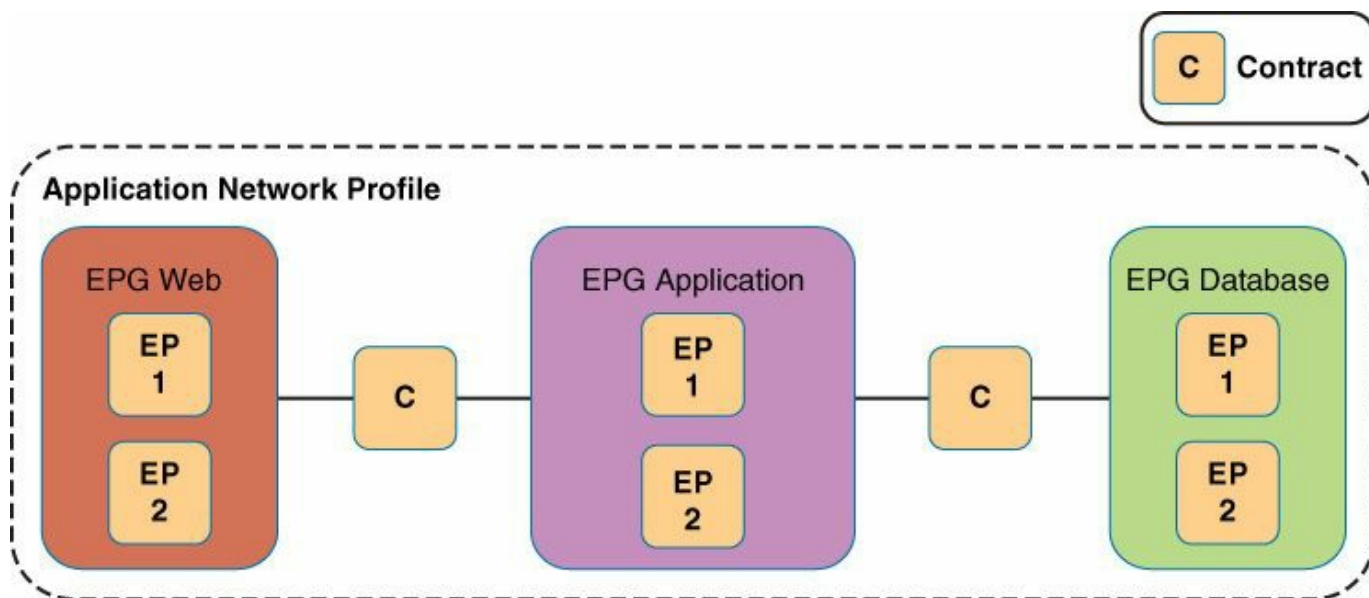 C Contract
Application Network Profile
EPG Web
EP
1
EP
2
C
EPG Application
EP
1
EP
2
C
EPG Database
EP
1
EP
2